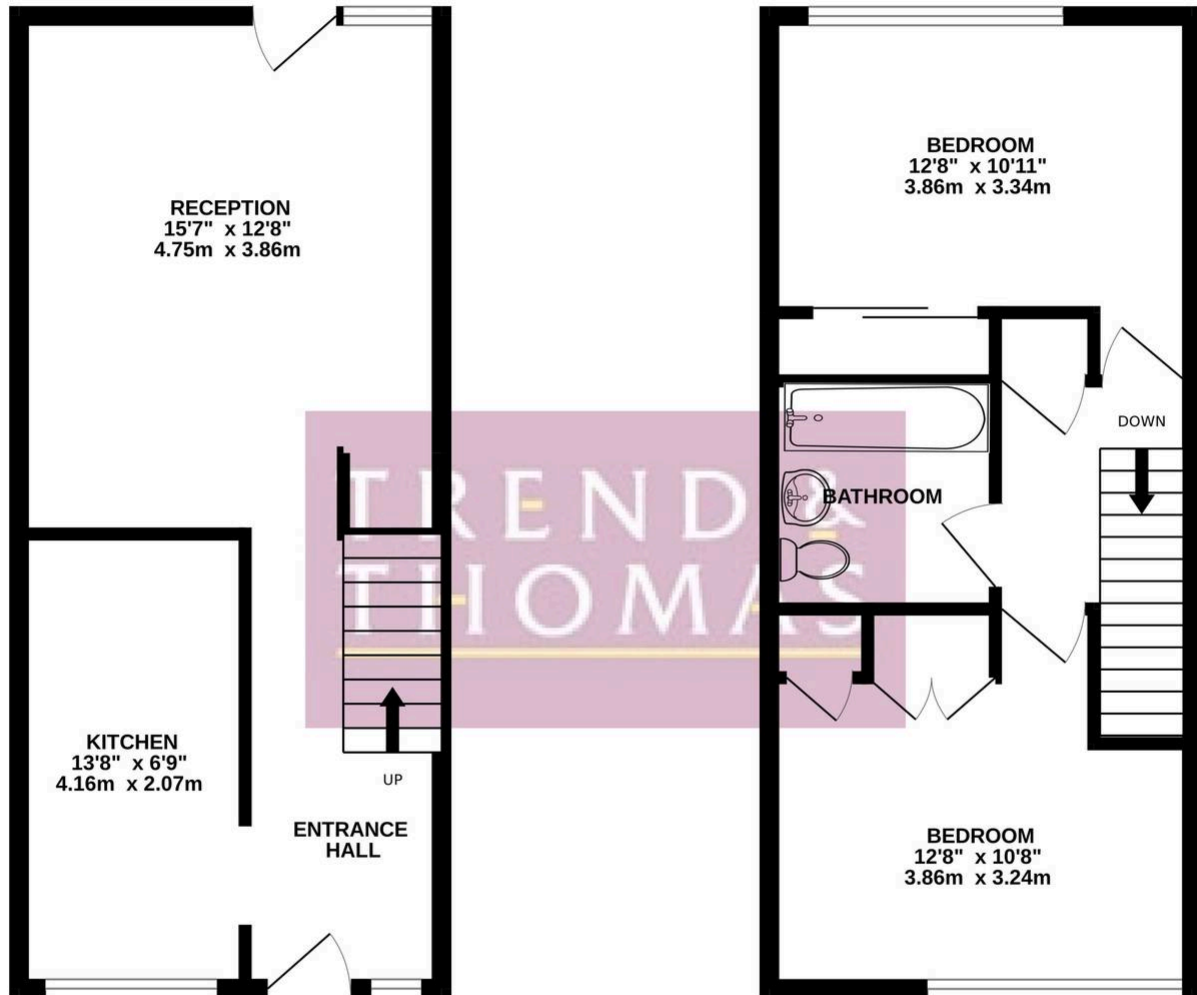 RECEPTION
15'7" x 12'8"
4.75m x 3.86m
KITCHEN
13'8" x 6'9"
4.16m x 2.07m
UP
ENTRANCE
HALL
BEDROOM
12'8" x 10'11"
3.86m x 3.34m
DOWN
BATHROOM
BEDROOM
12'8" x 10'8"
3.86m x 3.24m
TREND &
THOMAS